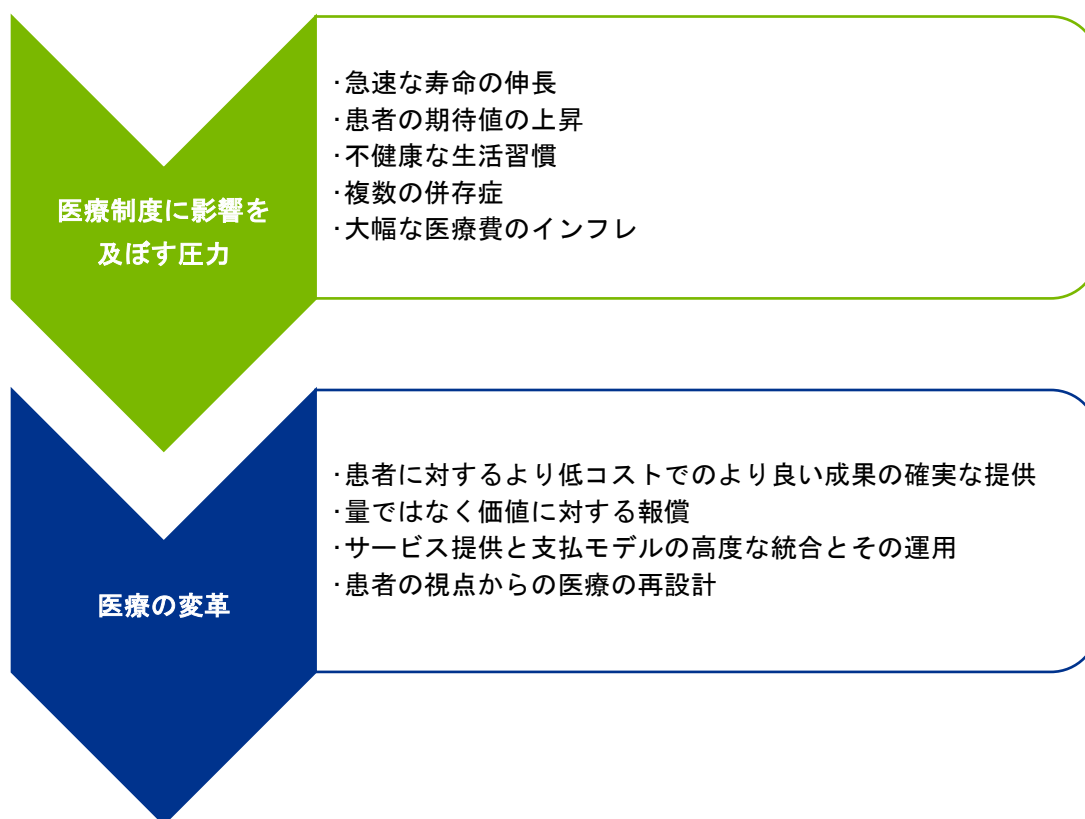 医療制度に影響を
及ぼす圧力
･急速な寿命の伸長
･患者の期待値の上昇
･不健康な生活習慣
･複数の併存症
･大幅な医療費のインフレ
医療の変革
･患者に対するより低コストでのより良い成果の確実な提供
･量ではなく価値に対する報償
･サービス提供と支払モデルの高度な統合とその運用
･患者の視点からの医療の再設計